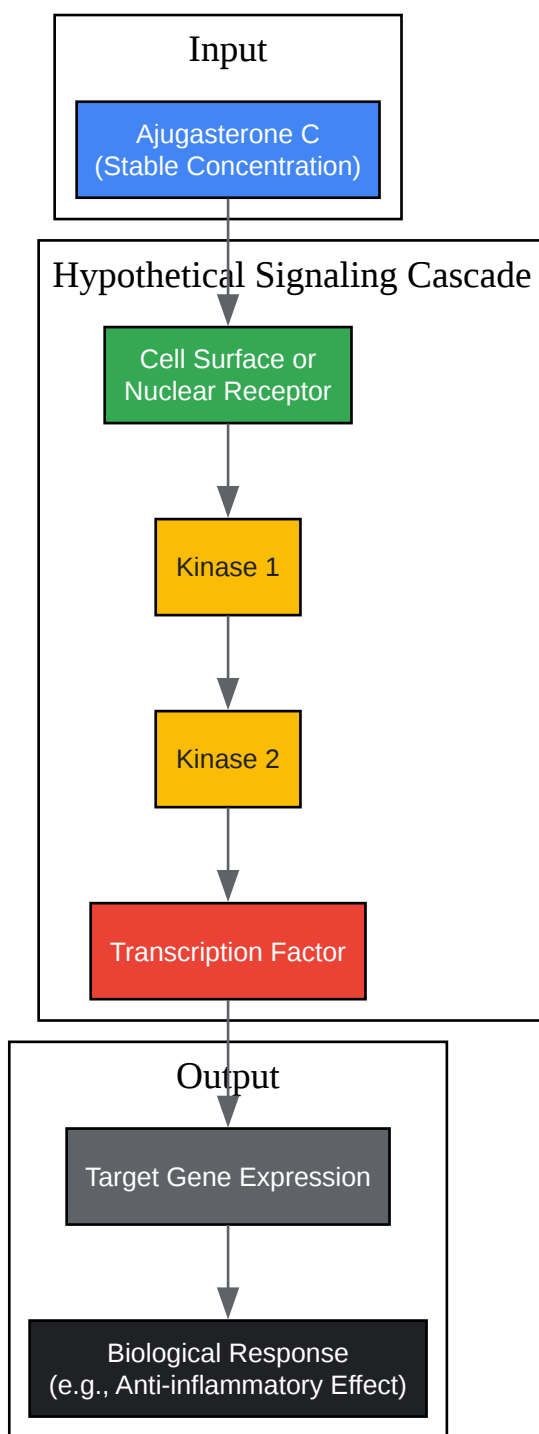 Input
Ajugasterone C
(Stable Concentration)
Hypothetical Signaling Cascade
Cell Surface or
Nuclear Receptor
Kinase 1
Kinase 2
Transcription Factor
Output
Target Gene Expression
Biological Response
(e.g., Anti-inflammatory Effect)